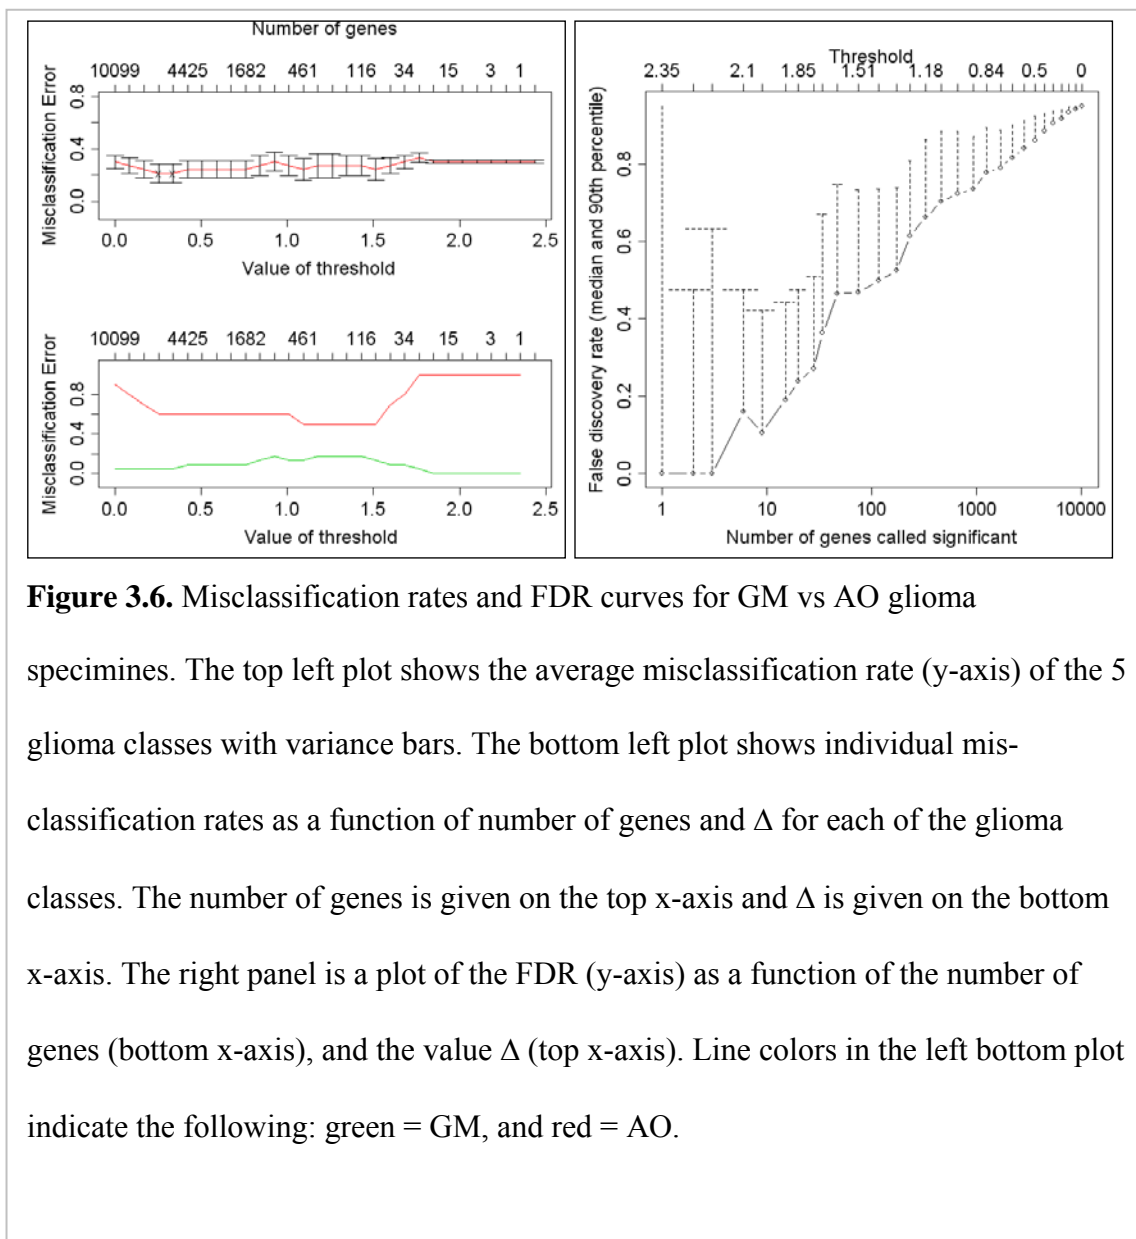 Number of genes
10099 4425 1682 461 116 34 15 3 1
Misclassification Error
0.0 0.4 0.8
0.0 0.5 1.0 1.5 2.0 2.5
Value of threshold
10099 4425 1682 461 116 34 15 3 1
Misclassification Error
0.0 0.4 0.8
0.0 0.5 1.0 1.5 2.0 2.5
Value of threshold
Threshold
2.35 2.1 1.85 1.51 1.18 0.84 0.5 0
False discovery rate (median and 90th percentile)
0.0 0.2 0.4 0.6 0.8
1 10 100 1000 10000
Number of genes called significant
Figure 3.6. Misclassification rates and FDR curves for GM vs AO glioma
specimines. The top left plot shows the average misclassification rate (y-axis) of the 5
glioma classes with variance bars. The bottom left plot shows individual mis-
classification rates as a function of number of genes and Δ for each of the glioma
classes. The number of genes is given on the top x-axis and Δ is given on the bottom
x-axis. The right panel is a plot of the FDR (y-axis) as a function of the number of
genes (bottom x-axis), and the value Δ (top x-axis). Line colors in the left bottom plot
indicate the following: green = GM, and red = AO.